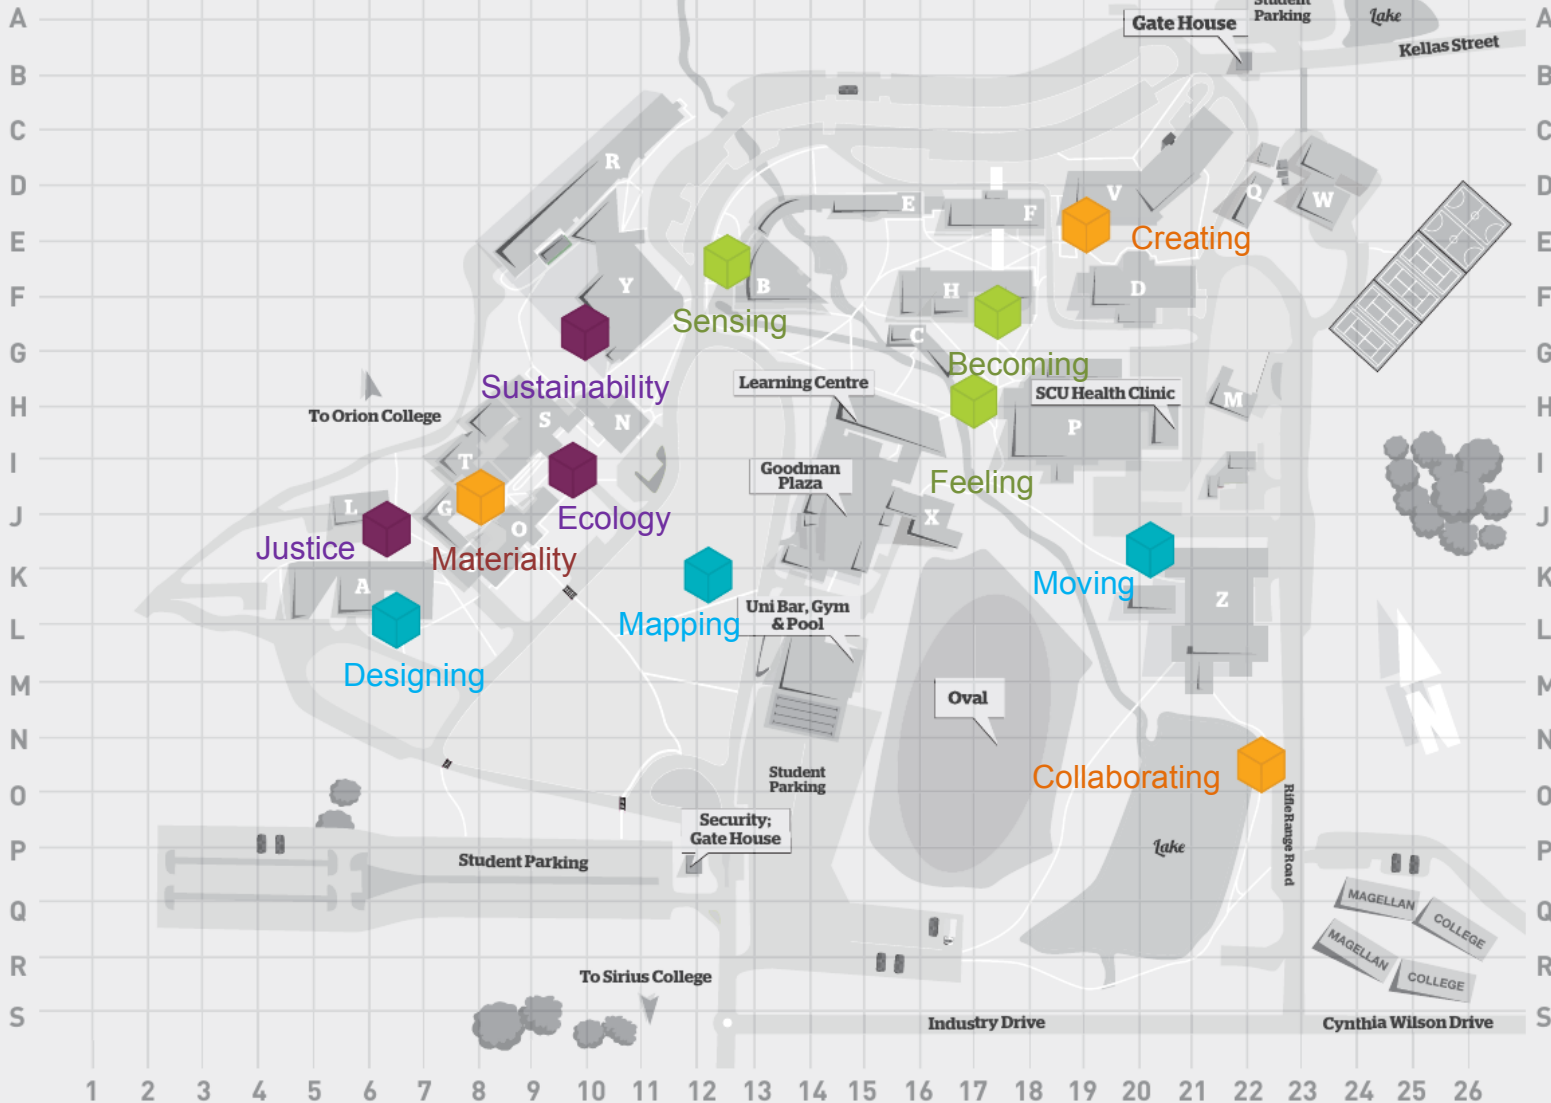 A
Student
Parking
Lake
A
Gate House
Kellas Street
B
B
C
C
R
D
E
F
V
Q
W
D
E
Creating
E
Y
B
H
D
F
Sensing
F
C
G
Becoming
G
Sustainability
Learning Centre
SCU Health Clinic
M
H
To Orion College
S
N
P
H
I
T
Goodman
Plaza
Feeling
I
L
G
O
Ecology
X
J
J
Justice
Materiality
K
A
Moving
Z
K
Uni Bar, Gym
& Pool
Mapping
L
L
Designing
M
Oval
M
N
N
N
Student
Parking
Collaborating
O
O
Rifle Range Road
Security;
Gate House
P
Student Parking
Lake
P
Q
MAGELLAN
COLLEGE
Q
R
MAGELLAN
COLLEGE
R
To Sirius College
S
Industry Drive
Cynthia Wilson Drive
S
1 2 3 4 5 6 7 8 9 10 11 12 13 14 15 16 17 18 19 20 21 22 23 24 25 26